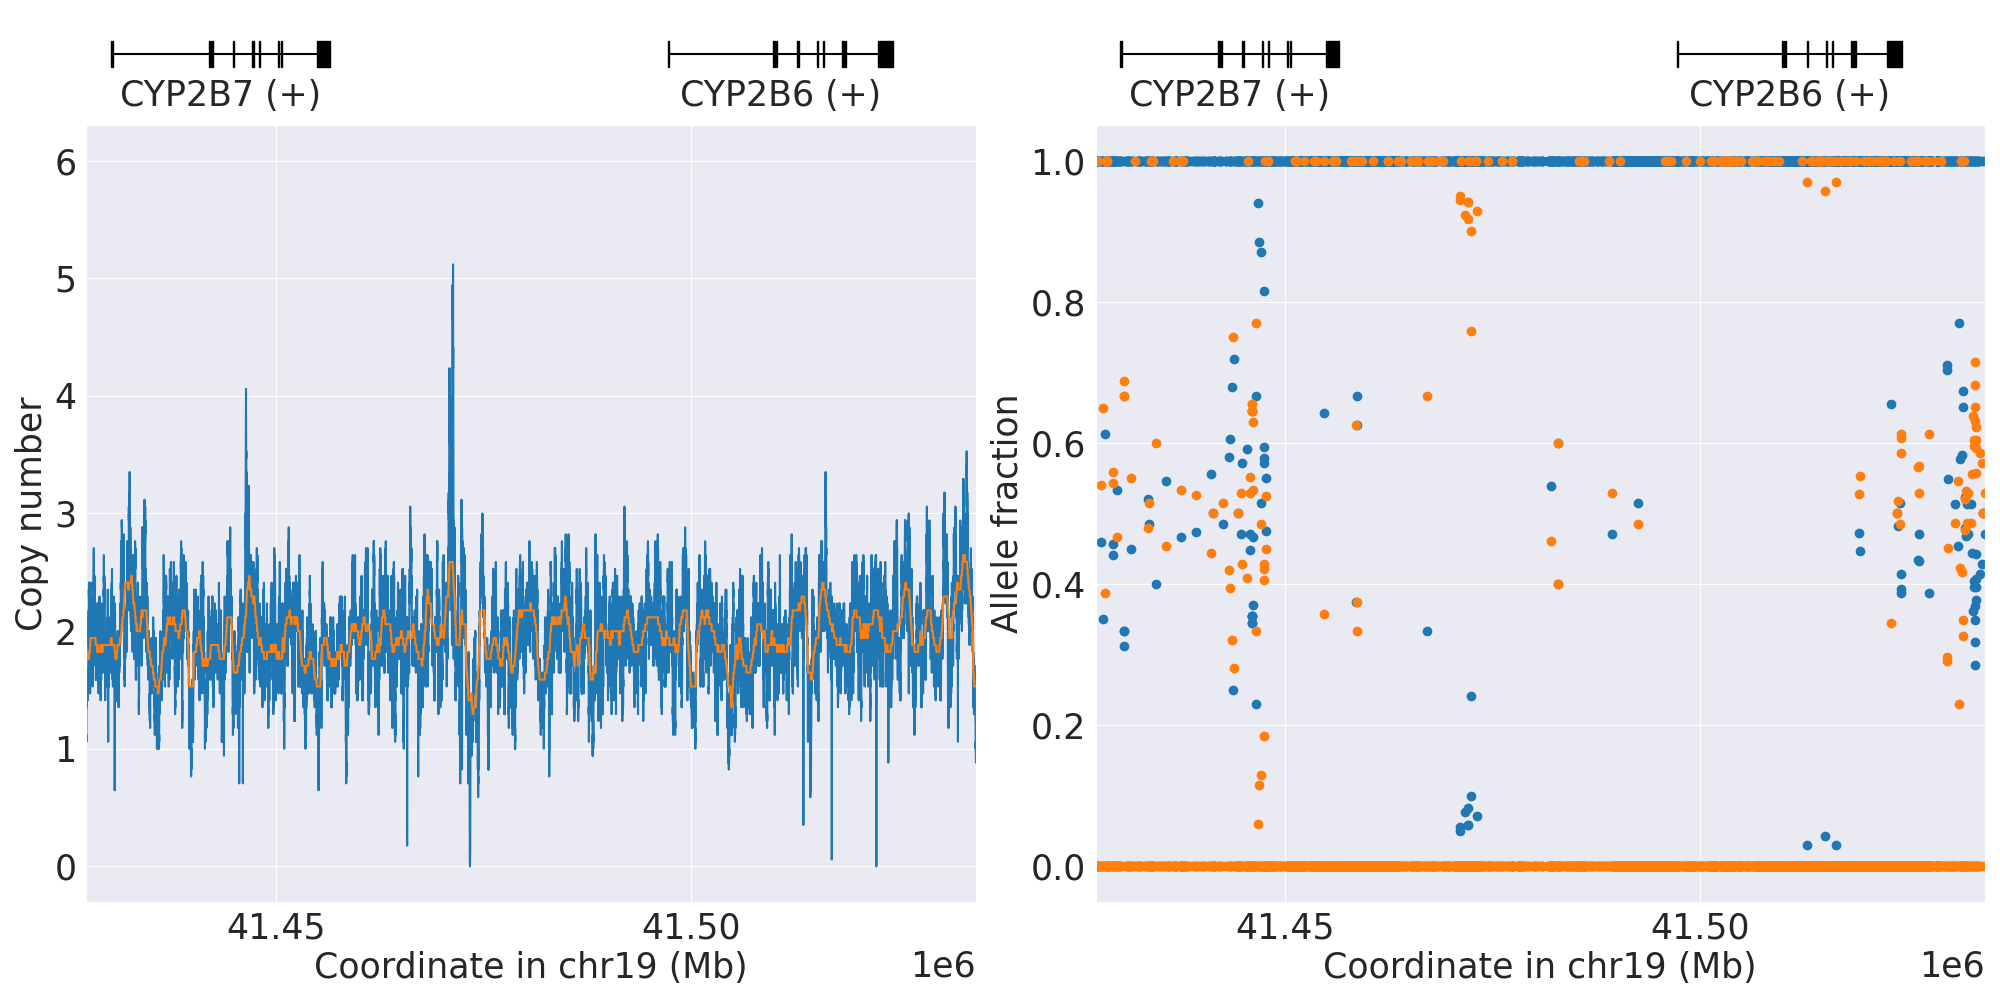 CYP2B7 (+)
CYP2B6 (+)
CYP2B7 (+)
CYP2B6 (+)
6
5
4
3
2
1
0
Copy number
41.45
41.50
Coordinate in chr19 (Mb)
1e6
1.0
0.8
0.6
0.4
0.2
0.0
Allele fraction
41.45
41.50
Coordinate in chr19 (Mb)
1e6